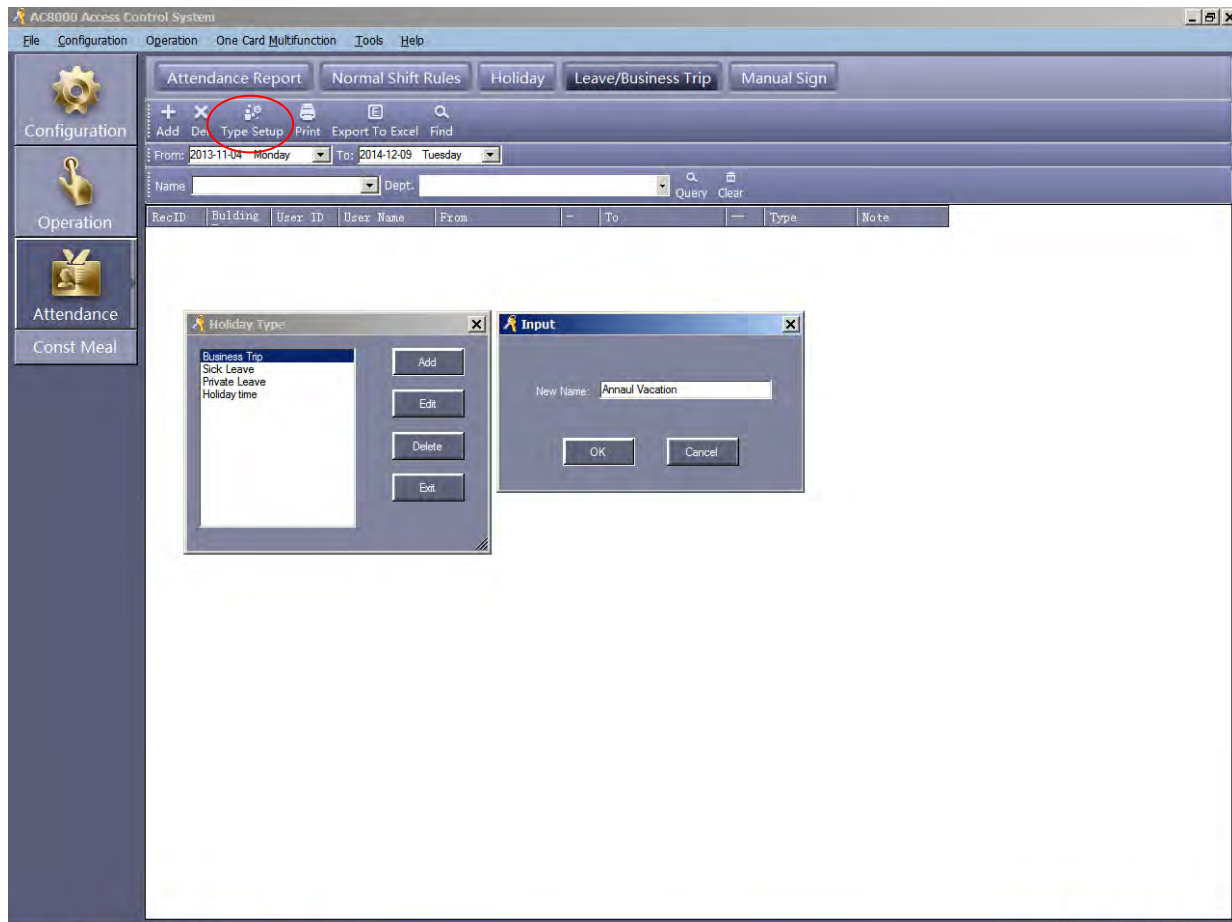 AC8000 Access Control System
File Configuration Operation One Card Multifunction Tools Help
Attendance Report Normal Shift Rules Holiday Leave/Business Trip Manual Sign
Add Del Type Setup Print Export To Excel Find
From: 2013-11-04 Monday To: 2014-12-09 Tuesday
Name Dept. Query Clear
RecID Bulding User ID User Name From - To -- Type Note
Configuration
Operation
Attendance
Const Meal
Holiday Type
Business Trip
Sick Leave
Private Leave
Holiday time
Add
Edit
Delete
Exit
Input
New Name: Annaul Vacation
OK Cancel